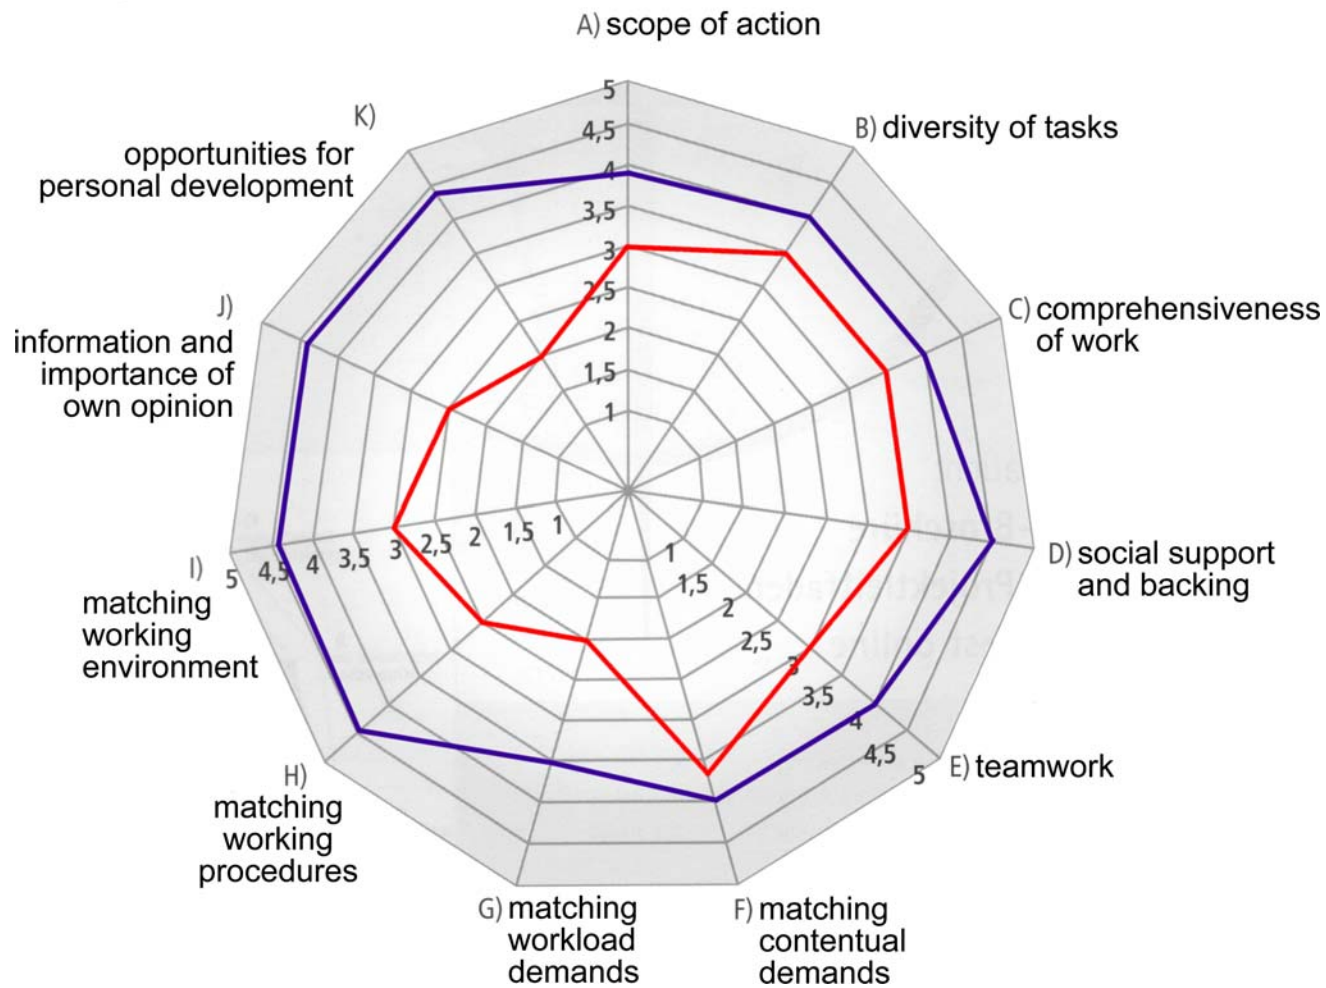 A) scope of action
B) diversity of tasks
C) comprehensiveness
of work
D) social support
and backing
E) teamwork
F) matching
contentual
demands
G) matching
workload
demands
H)
matching
working
procedures
I)
matching
working
environment
J)
information and
importance of
own opinion
K)
opportunities for
personal development
5
4,5
4
3,5
3
2,5
2
1,5
1
1
1,5
2
2,5
3
3,5
4
4,5
5
5
4,5
4
3,5
3
2,5
2
1,5
1